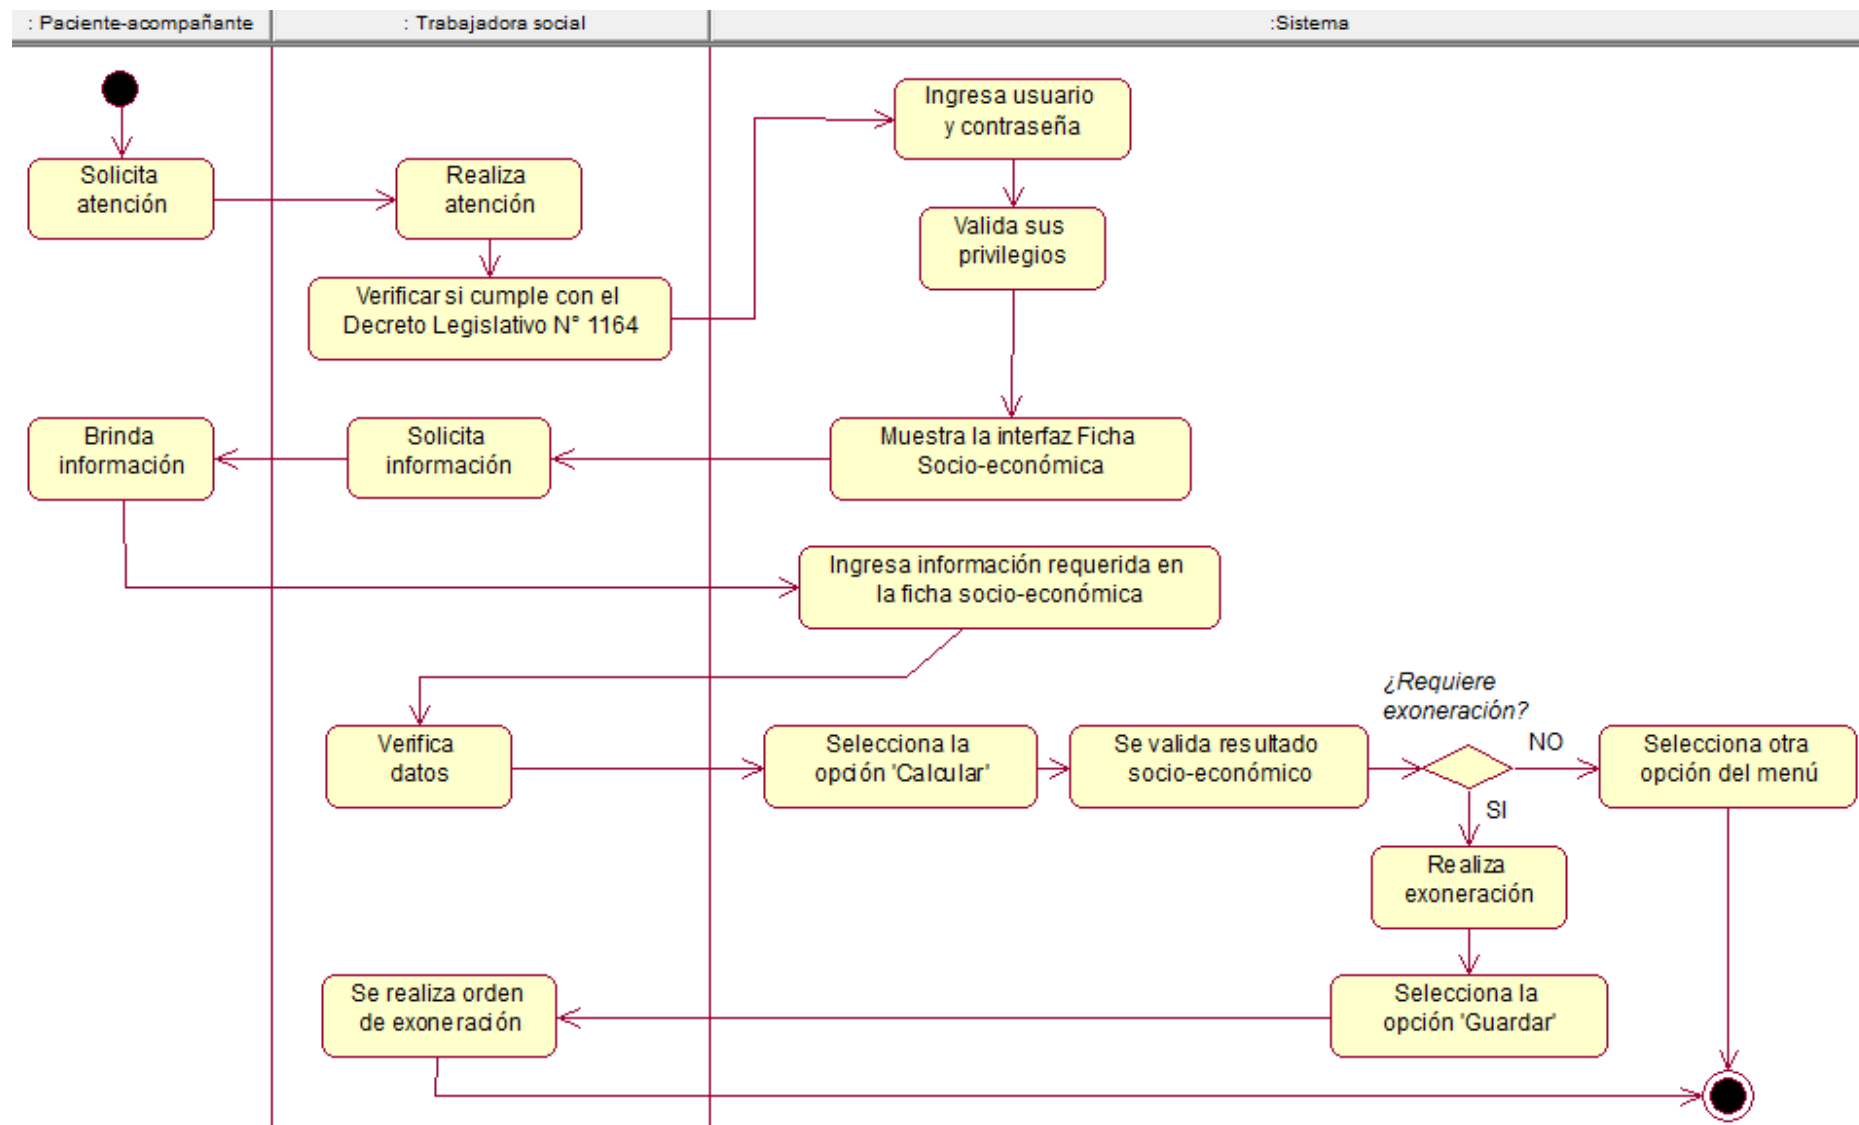 : Paciente-acompañante
: Trabajadora social
:Sistema
Ingresa usuario
y contraseña
Solicita
atención
Realiza
atención
Valida sus
privilegios
Verificar si cumple con el
Decreto Legislativo N° 1164
Brinda
información
Solicita
información
Muestra la interfaz Ficha
Socio-económica
Ingresa información requerida en
la ficha socio-económica
¿Requiere
exoneración?
Verifica
datos
Selecciona la
opción 'Calcular'
Se valida resultado
socio-económico
NO
Selecciona otra
opción del menú
SI
Realiza
exoneración
Se realiza orden
de exoneración
Selecciona la
opción 'Guardar'